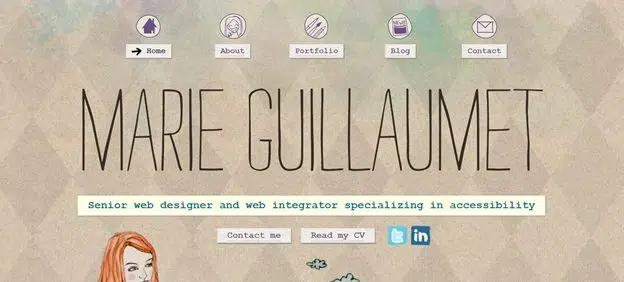 Home
About
Portfolio
Blog
Contact
MARIE GUILLAUMET
Senior web designer and web integrator specializing in accessibility
Contact me
Read my CV
in